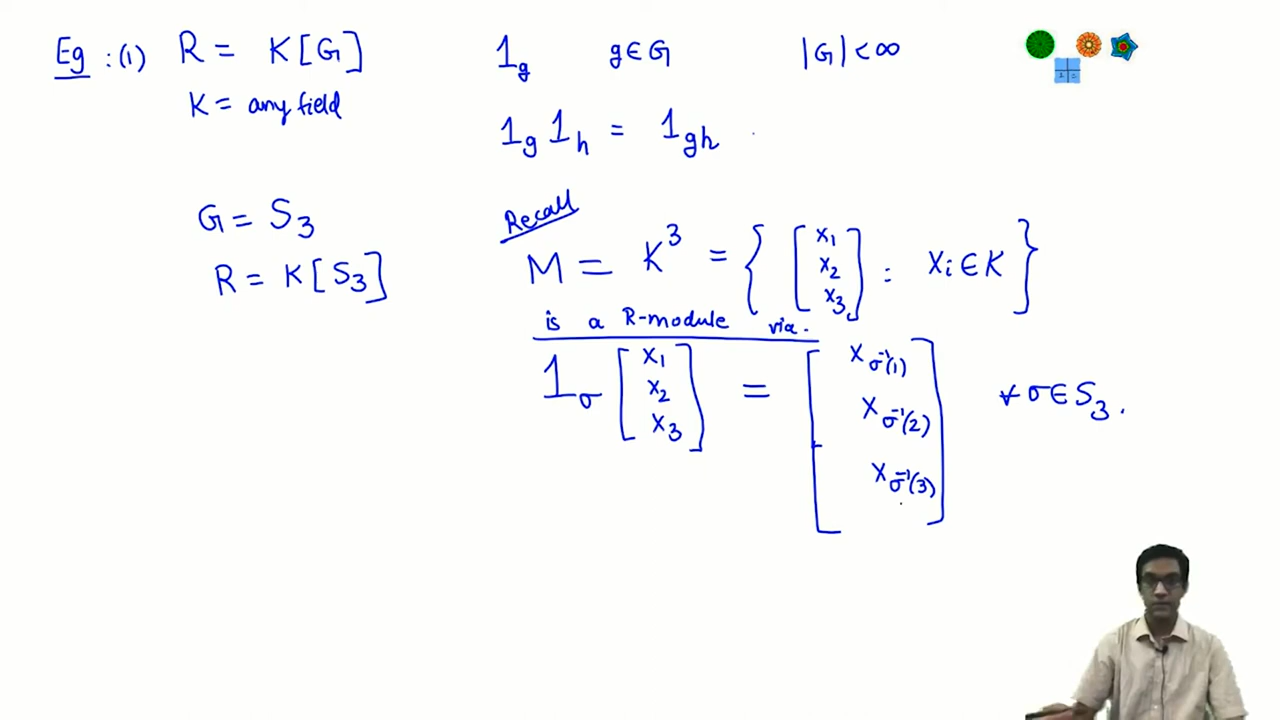 Eg : (1) R = K[G] 1_g g ∈ G |G| < ∞
K = any field
1_g 1_h = 1_gh
Recall
G = S_3
M = K^3 = { [x_1 x_2 x_3] : x_i ∈ K }
R = K[S_3]
is a R-module via.
1_σ [x_1 x_2 x_3] = [x_σ^-1(1) x_σ^-1(2) x_σ^-1(3)] ∀ σ ∈ S_3.